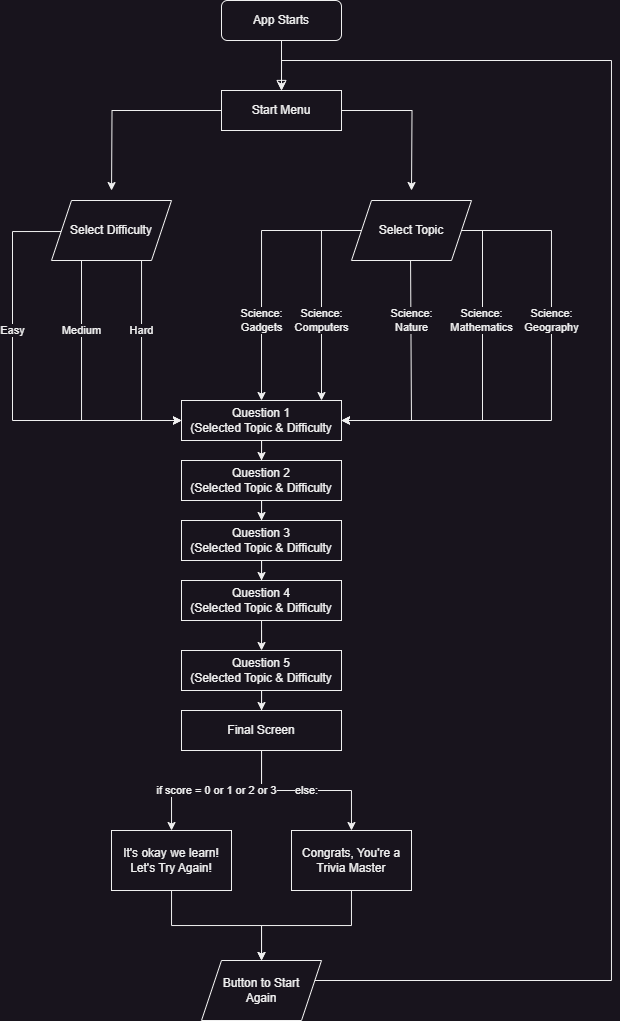 App Starts
Start Menu
Select Difficulty
Select Topic
Easy
Medium
Hard
Science:
Gadgets
Science:
Computers
Science:
Nature
Science:
Mathematics
Science:
Geography
Question 1
(Selected Topic & Difficulty
Question 2
(Selected Topic & Difficulty
Question 3
(Selected Topic & Difficulty
Question 4
(Selected Topic & Difficulty
Question 5
(Selected Topic & Difficulty
Final Screen
if score = 0 or 1 or 2 or 3
else:
It's okay we learn!
Let's Try Again!
Congrats, You're a
Trivia Master
Button to Start
Again